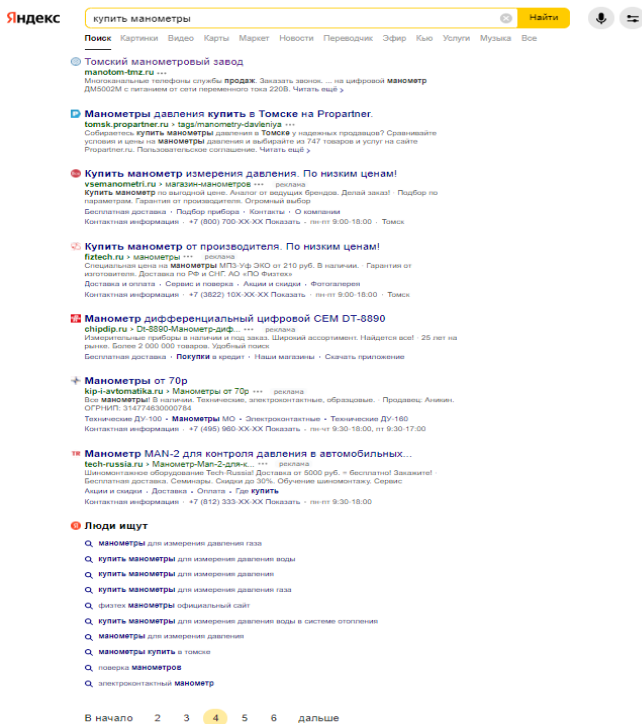 Яндекс
купить манометры
Найти
Поиск Картинки Видео Карты Маркет Новости Переводчик Эфир Кью Услуги Музыка Все
Томский манометровый завод
manotom-tmz.ru
Многоканальные телефоны службы продаж. Заказать звонок. ... на цифровой манометр
ДМ5002М с питанием от сети переменного тока 220В. Читать ещё >
Манометры давления купить в Томске на Propartner.
tomsk.propartner.ru > tags/manometry-davleniya
Собираетесь купить манометры давления в Томске у надежных продавцов? Сравнивайте
условия и цены на манометры давления и выбирайте из 747 товаров и услуг на сайте
Propartner.ru. Пользовательское соглашение. Читать ещё >
Купить манометр измерения давления. По низким ценам!
vsemanometri.ru > магазин-манометров реклама
Купить манометр по выгодной цене. Аналог от ведущих брендов. Делай заказ! · Подбор по
параметрам. Гарантия от производителя. Огромный выбор
Бесплатная доставка · Подбор прибора · Контакты · О компании
Контактная информация · +7 (800) 700-XX-XX Показать · пн-пт 9:00-18:00 · Томск
Купить манометр от производителя. По низким ценам!
fiztech.ru > манометры реклама
Специальная цена на манометры МП3-Уф ЭКО от 210 руб. В наличии. · Гарантия от
изготовителя. Доставка по РФ и СНГ. АО «ПО Физтех»
Доставка и оплата · Сервис и поверка · Акции и скидки · Фотогалерея
Контактная информация · +7 (3822) 10X-XX-XX Показать · пн-пт 9:00-18:00 · Томск
Манометр дифференциальный цифровой CEM DT-8890
chipdip.ru > Dt-8890-Манометр-диф... реклама
Измерительные приборы в наличии и под заказ. Широкий ассортимент. Найдется все! · 25 лет на
рынке. Более 2 000 000 товаров. Удобный поиск
Бесплатная доставка · Покупки в кредит · Наши магазины · Скачать приложение
Манометры от 70р
kip-i-avtomatika.ru > Манометры от 70р реклама
Все манометры! В наличии. Технические, электроконтактные, образцовые. · Продавец: Аникин.
ОГРНИП: 314774630000784
Технические ДУ-100 · Манометры МО · Электроконтактные · Технические ДУ-160
Контактная информация · +7 (495) 960-XX-XX Показать · пн-чт 9:30-18:00, пт 9:30-17:00
Манометр MAN-2 для контроля давления в автомобильных...
tech-russia.ru > Манометр-Man-2-для-к... реклама
Шиномонтажное оборудование Tech-Russia! Доставка от 5000 руб. - бесплатно! Закажите! ·
Бесплатная доставка. Семинары. Скидки до 30%. Обучение шиномонтажу. Сервис
Акции и скидки · Доставка · Оплата · Где купить
Контактная информация · +7 (812) 333-XX-XX Показать · пн-пт 9:30-18:00
Люди ищут
манометры для измерения давления газа
купить манометры для измерения давления воды
купить манометры для измерения давления
купить манометры для измерения давления газа
физтех манометры официальный сайт
купить манометры для измерения давления воды в системе отопления
манометры для измерения давления
манометры купить в томске
поверка манометров
электроконтактный манометр
В начало 2 3 4 5 6 дальше